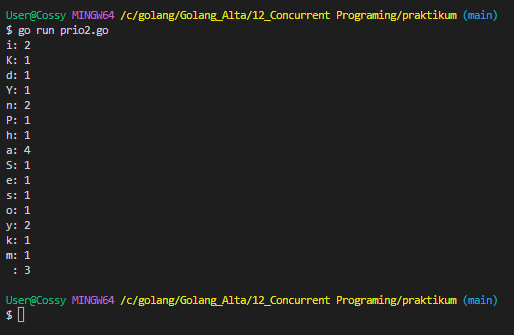 User@Cossy MINGW64 /c/golang/Golang_Alta/12_Concurrent Programing/praktikum (main)
$ go run prio2.go
i: 2
K: 1
d: 1
Y: 1
n: 2
P: 1
h: 1
a: 4
S: 1
e: 1
s: 1
o: 1
y: 2
k: 1
m: 1
 : 3

User@Cossy MINGW64 /c/golang/Golang_Alta/12_Concurrent Programing/praktikum (main)
$